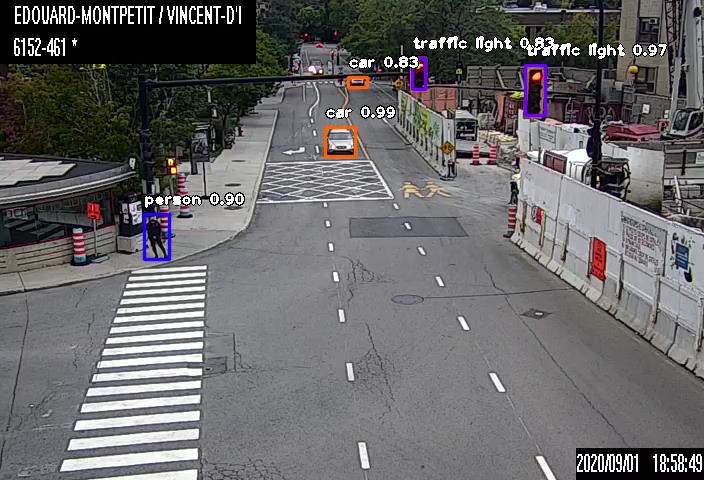 EDOUARD-MONTPETIT / VINCENT-D'I
6152-461 *
traffic light 0.83
traffic light 0.97
car 0.83
car 0.99
person 0.90
2020/09/01 18:58:49